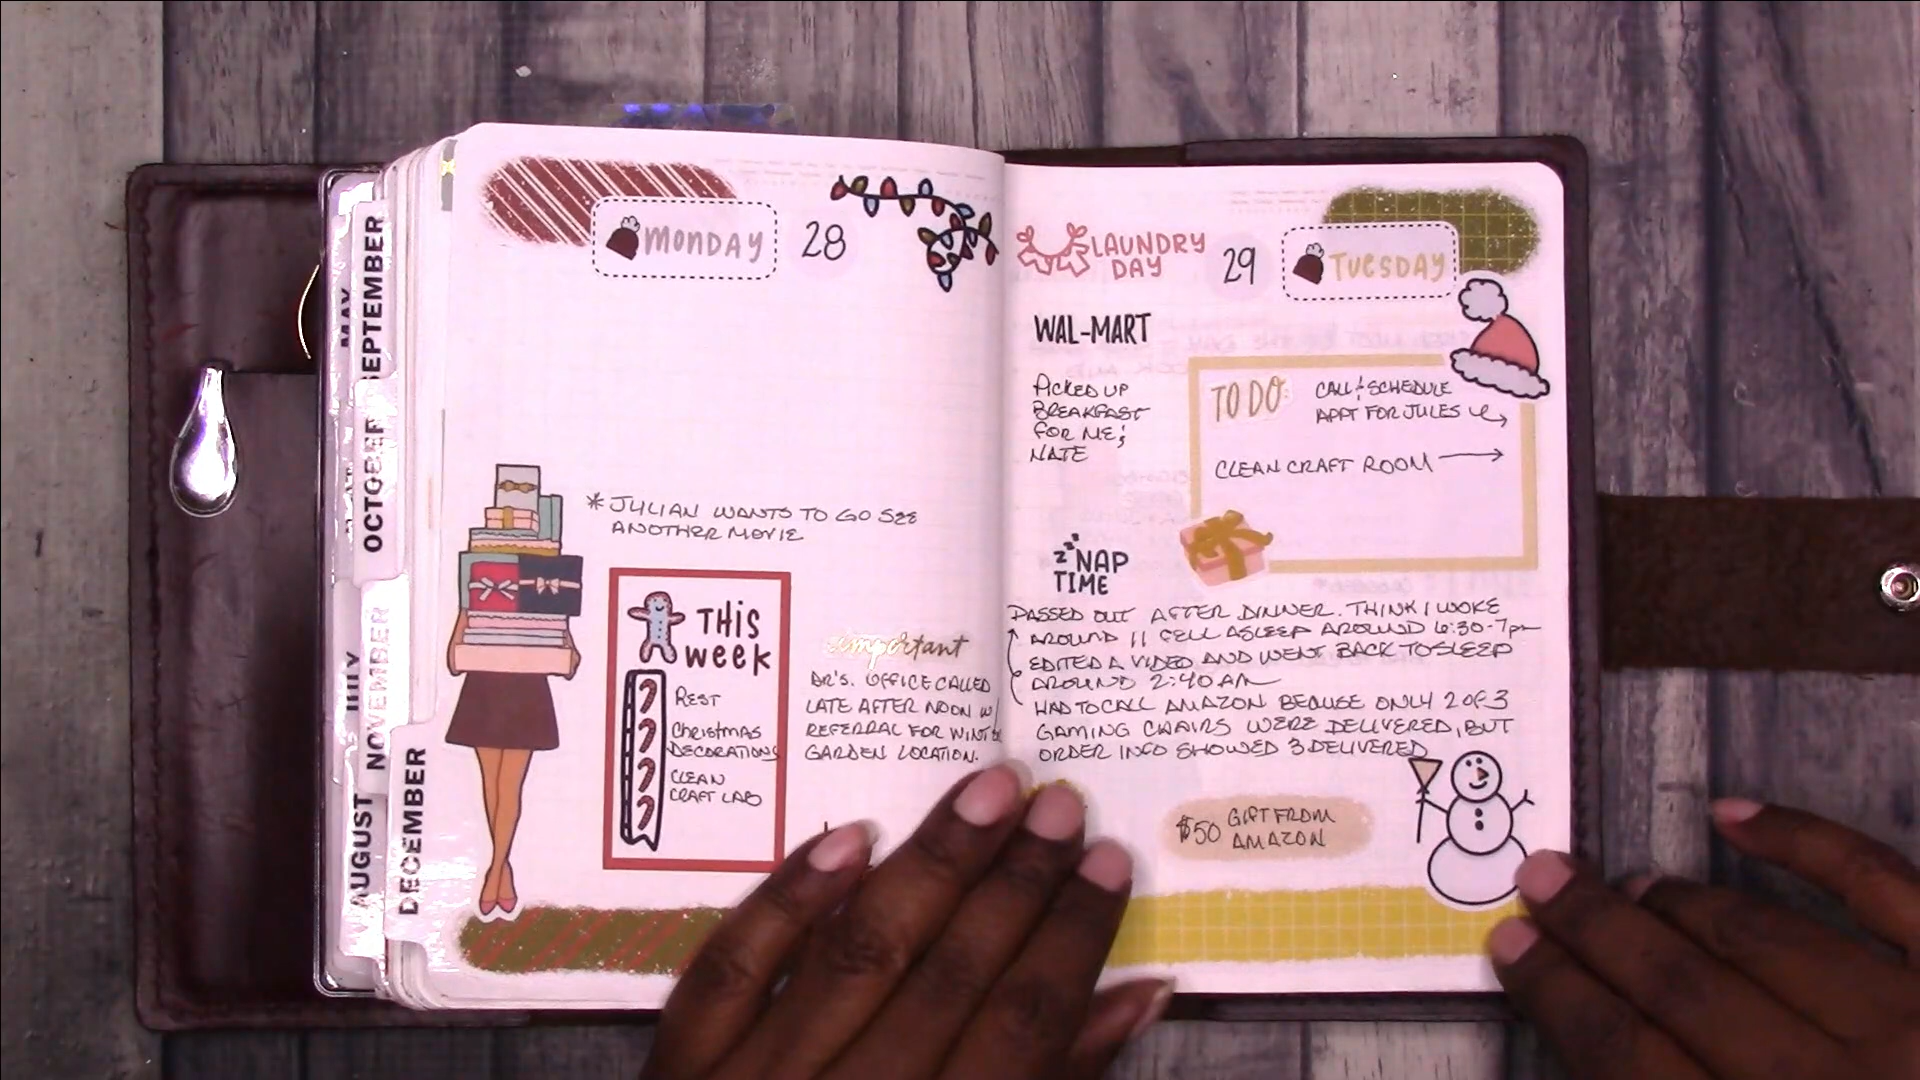 MAY
SEPTEMBER
OCTOBER
JULY
NOVEMBER
AUGUST
DECEMBER
MONDAY
28
* JULIAN WANTS TO GO SEE
ANOTHER MOVIE
THIS
week
REST
CHRISTMAS
DECORATIONS
CLEAN
CRAFT LAB
important
DR'S. OFFICE CALLED
LATE AFTER NOON W/
REFERRAL FOR WINTER
GARDEN LOCATION.
LAUNDRY
DAY
29
TUESDAY
WAL-MART
PICKED UP
BREAKFAST
FOR ME &
NATE
TO DO:
CALL & SCHEDULE
APPT FOR JULES
CLEAN CRAFT ROOM
zzz NAP
TIME
PASSED OUT AFTER DINNER. THINK I WOKE
AROUND 11 FELL ASLEEP AROUND 6:30-7pm
EDITED A VIDEO AND WENT BACK TO SLEEP
AROUND 2:40 AM
HAD TO CALL AMAZON BECUSE ONLY 2 OF 3
GAMING CHAIRS WERE DELIVERED, BUT
ORDER INFO SHOWED 3 DELIVERED
$50 GIFT FROM
AMAZON